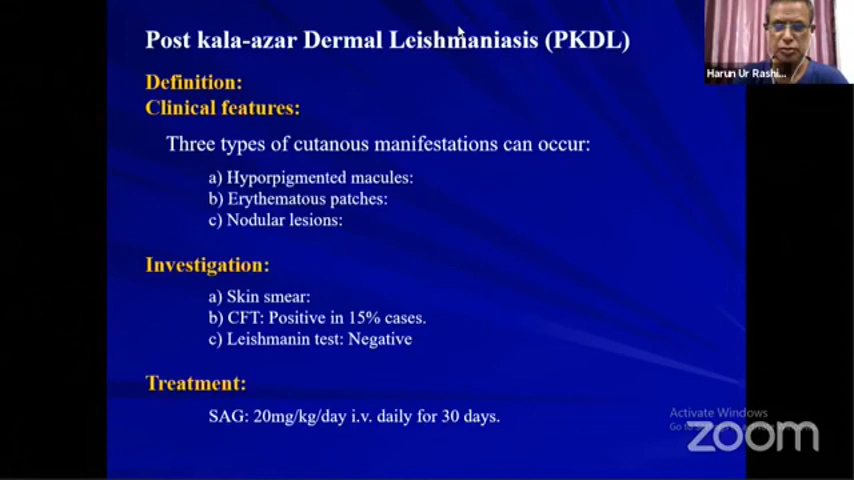 Post kala-azar Dermal Leishmaniasis (PKDL)
Harun Ur Rashi...
Definition:
Clinical features:
Three types of cutanous manifestations can occur:
a) Hyporpigmented macules:
b) Erythematous patches:
c) Nodular lesions:
Investigation:
a) Skin smear:
b) CFT: Positive in 15% cases.
c) Leishmanin test: Negative
Treatment:
SAG: 20mg/kg/day i.v. daily for 30 days.
Activate Windows
Go to
zoom